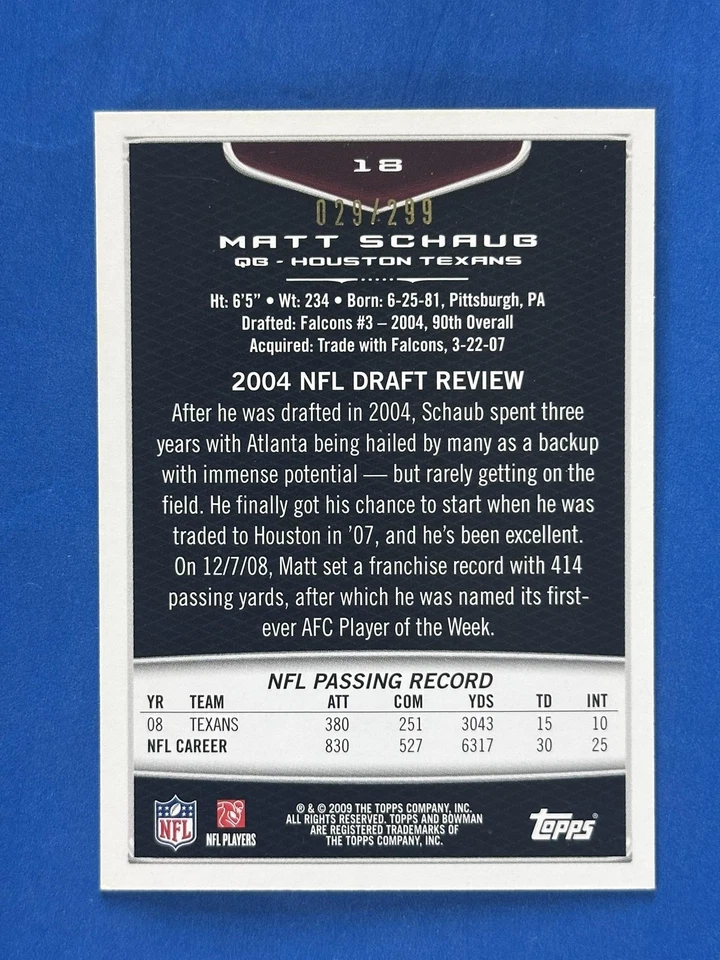 18
029/299
MATT SCHAUB
QB - HOUSTON TEXANS
Ht: 6'5" • Wt: 234 • Born: 6-25-81, Pittsburgh, PA
Drafted: Falcons #3 – 2004, 90th Overall
Acquired: Trade with Falcons, 3-22-07
2004 NFL DRAFT REVIEW
After he was drafted in 2004, Schaub spent three
years with Atlanta being hailed by many as a backup
with immense potential — but rarely getting on the
field. He finally got his chance to start when he was
traded to Houston in '07, and he's been excellent.
On 12/7/08, Matt set a franchise record with 414
passing yards, after which he was named its first-
ever AFC Player of the Week.
NFL PASSING RECORD
YR TEAM ATT COM YDS TD INT
08 TEXANS 380 251 3043 15 10
NFL CAREER 830 527 6317 30 25
NFL
NFL PLAYERS
® & © 2009 THE TOPPS COMPANY, INC.
ALL RIGHTS RESERVED. TOPPS AND BOWMAN
ARE REGISTERED TRADEMARKS OF
THE TOPPS COMPANY, INC.
topps®